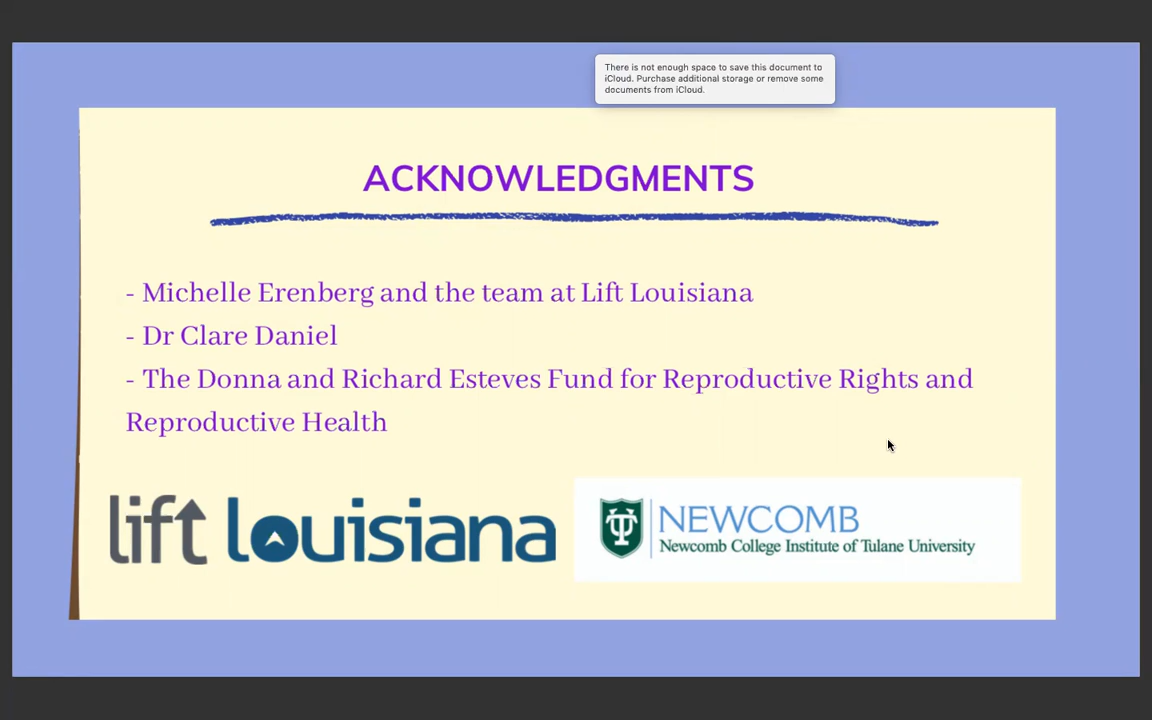 There is not enough space to save this document to
iCloud. Purchase additional storage or remove some
documents from iCloud.
ACKNOWLEDGMENTS
- Michelle Erenberg and the team at Lift Louisiana
- Dr Clare Daniel
- The Donna and Richard Esteves Fund for Reproductive Rights and
Reproductive Health
lift louisiana
NEWCOMB
Newcomb College Institute of Tulane University